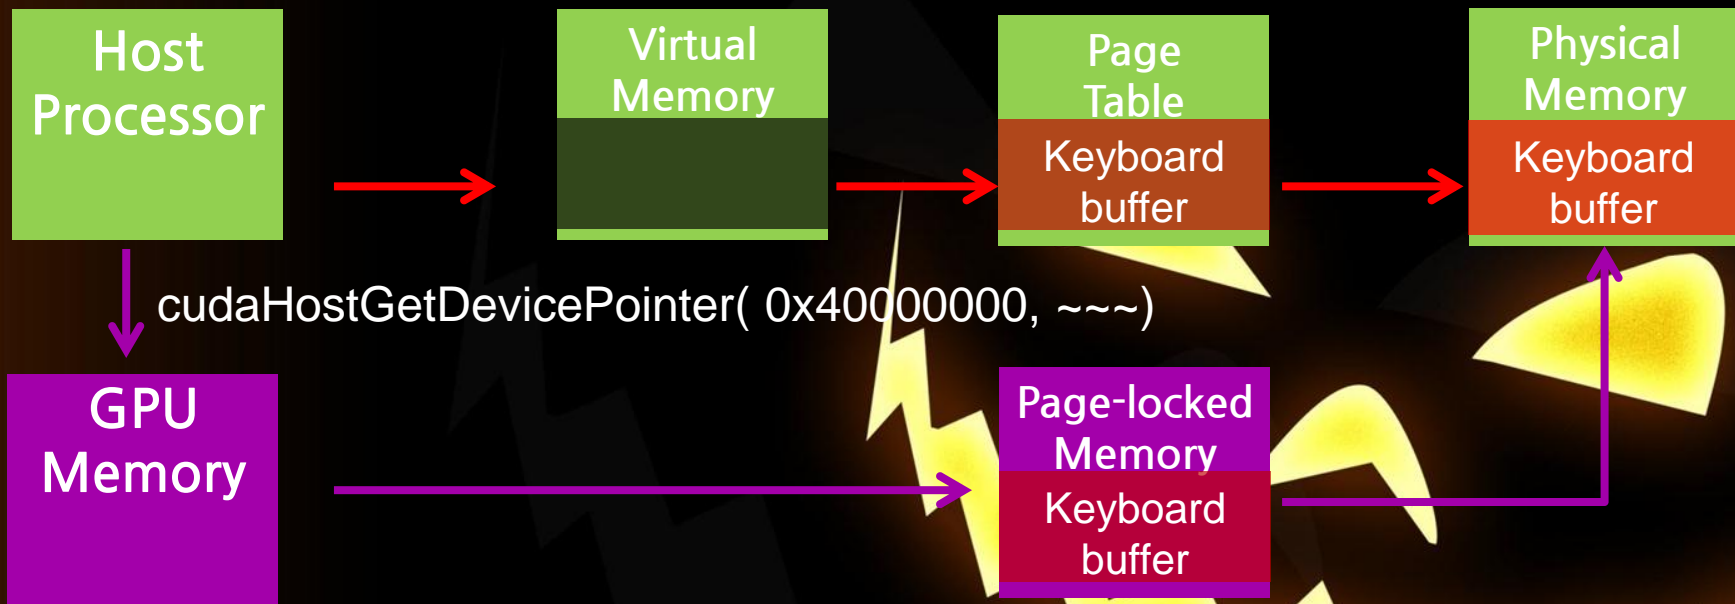 Host
Processor
Virtual
Memory
Page
Table
Keyboard
buffer
Physical
Memory
Keyboard
buffer
cudaHostGetDevicePointer( 0x40000000, ~~~)
GPU
Memory
Page-locked
Memory
Keyboard
buffer